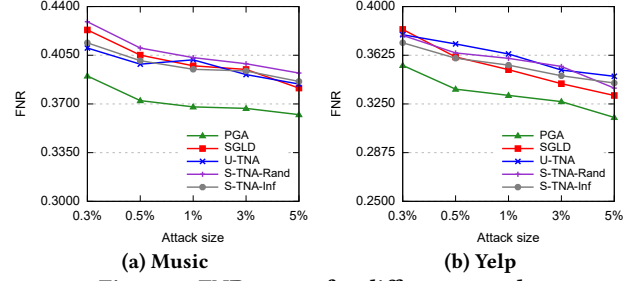 0.4400
0.4050
0.3700
0.3350
0.3000
FNR
PGA
SGLD
U-TNA
S-TNA-Rand
S-TNA-Inf
0.3% 0.5% 1% 3% 5%
Attack size
(a) Music
0.4000
0.3625
0.3250
0.2875
0.2500
FNR
PGA
SGLD
U-TNA
S-TNA-Rand
S-TNA-Inf
0.3% 0.5% 1% 3% 5%
Attack size
(b) Yelp